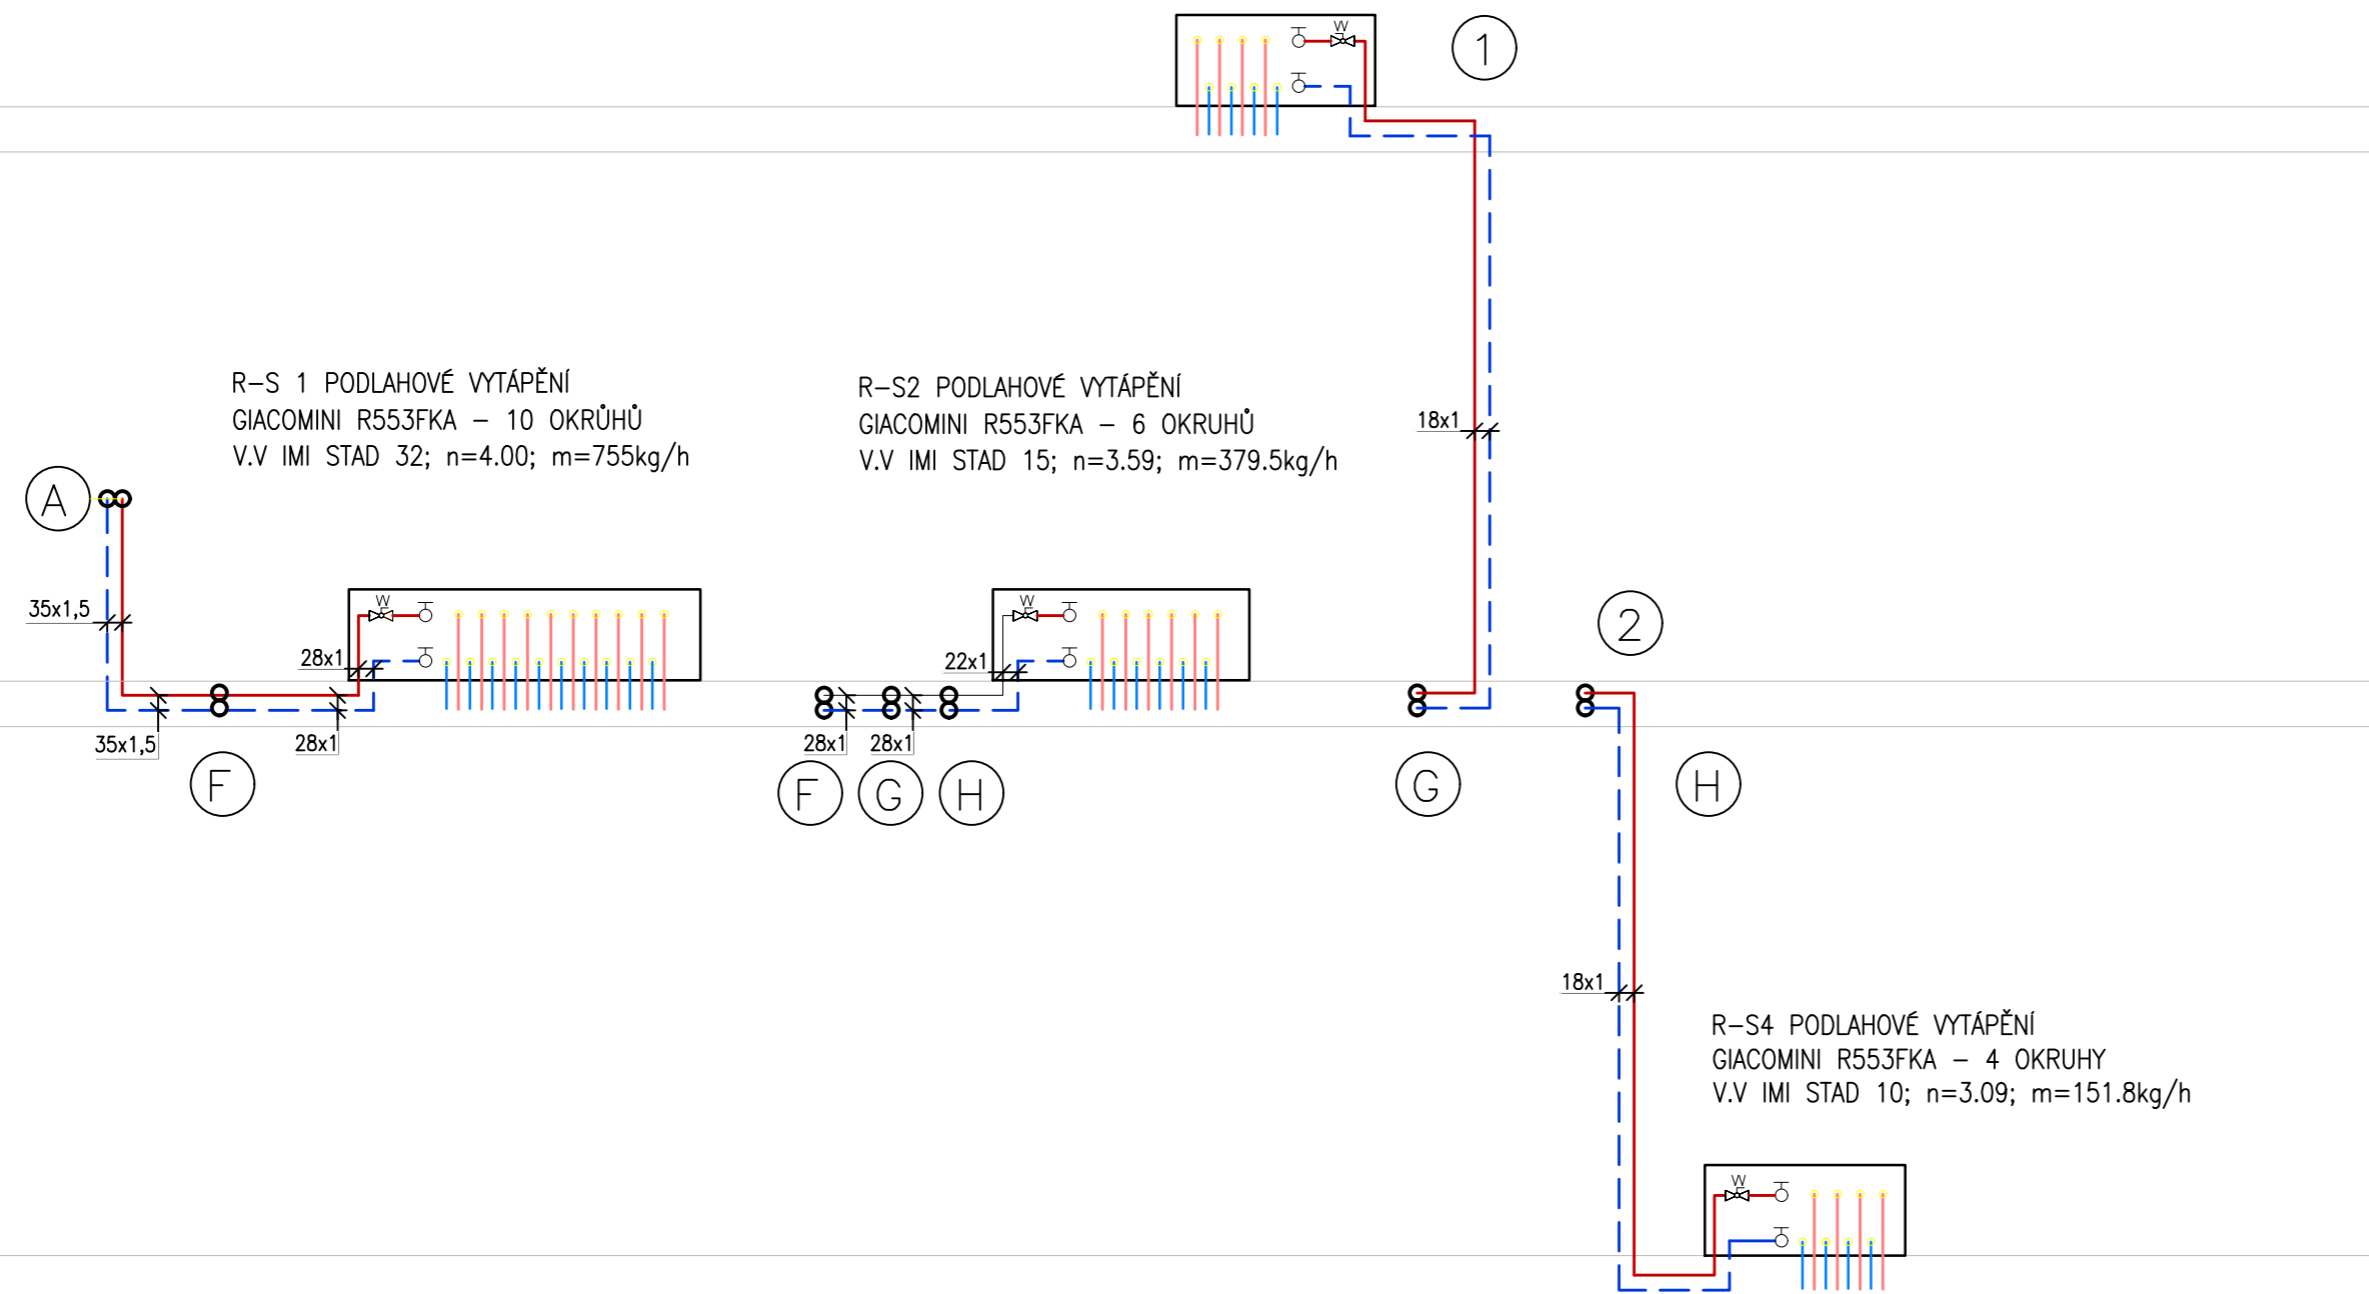 W
1
R-S 1 PODLAHOVÉ VYTÁPĚNÍ
GIACOMINI R553FKA - 10 OKRŮHŮ
V.V IMI STAD 32; n=4.00; m=755kg/h
R-S2 PODLAHOVÉ VYTÁPĚNÍ
GIACOMINI R553FKA - 6 OKRUHŮ
V.V IMI STAD 15; n=3.59; m=379.5kg/h
18x1
A
35x1,5
W
28x1
W
22x1
2
35x1,5
28x1
28x1
28x1
F
F
G
H
G
H
18x1
R-S4 PODLAHOVÉ VYTÁPĚNÍ
GIACOMINI R553FKA - 4 OKRUHY
V.V IMI STAD 10; n=3.09; m=151.8kg/h
W